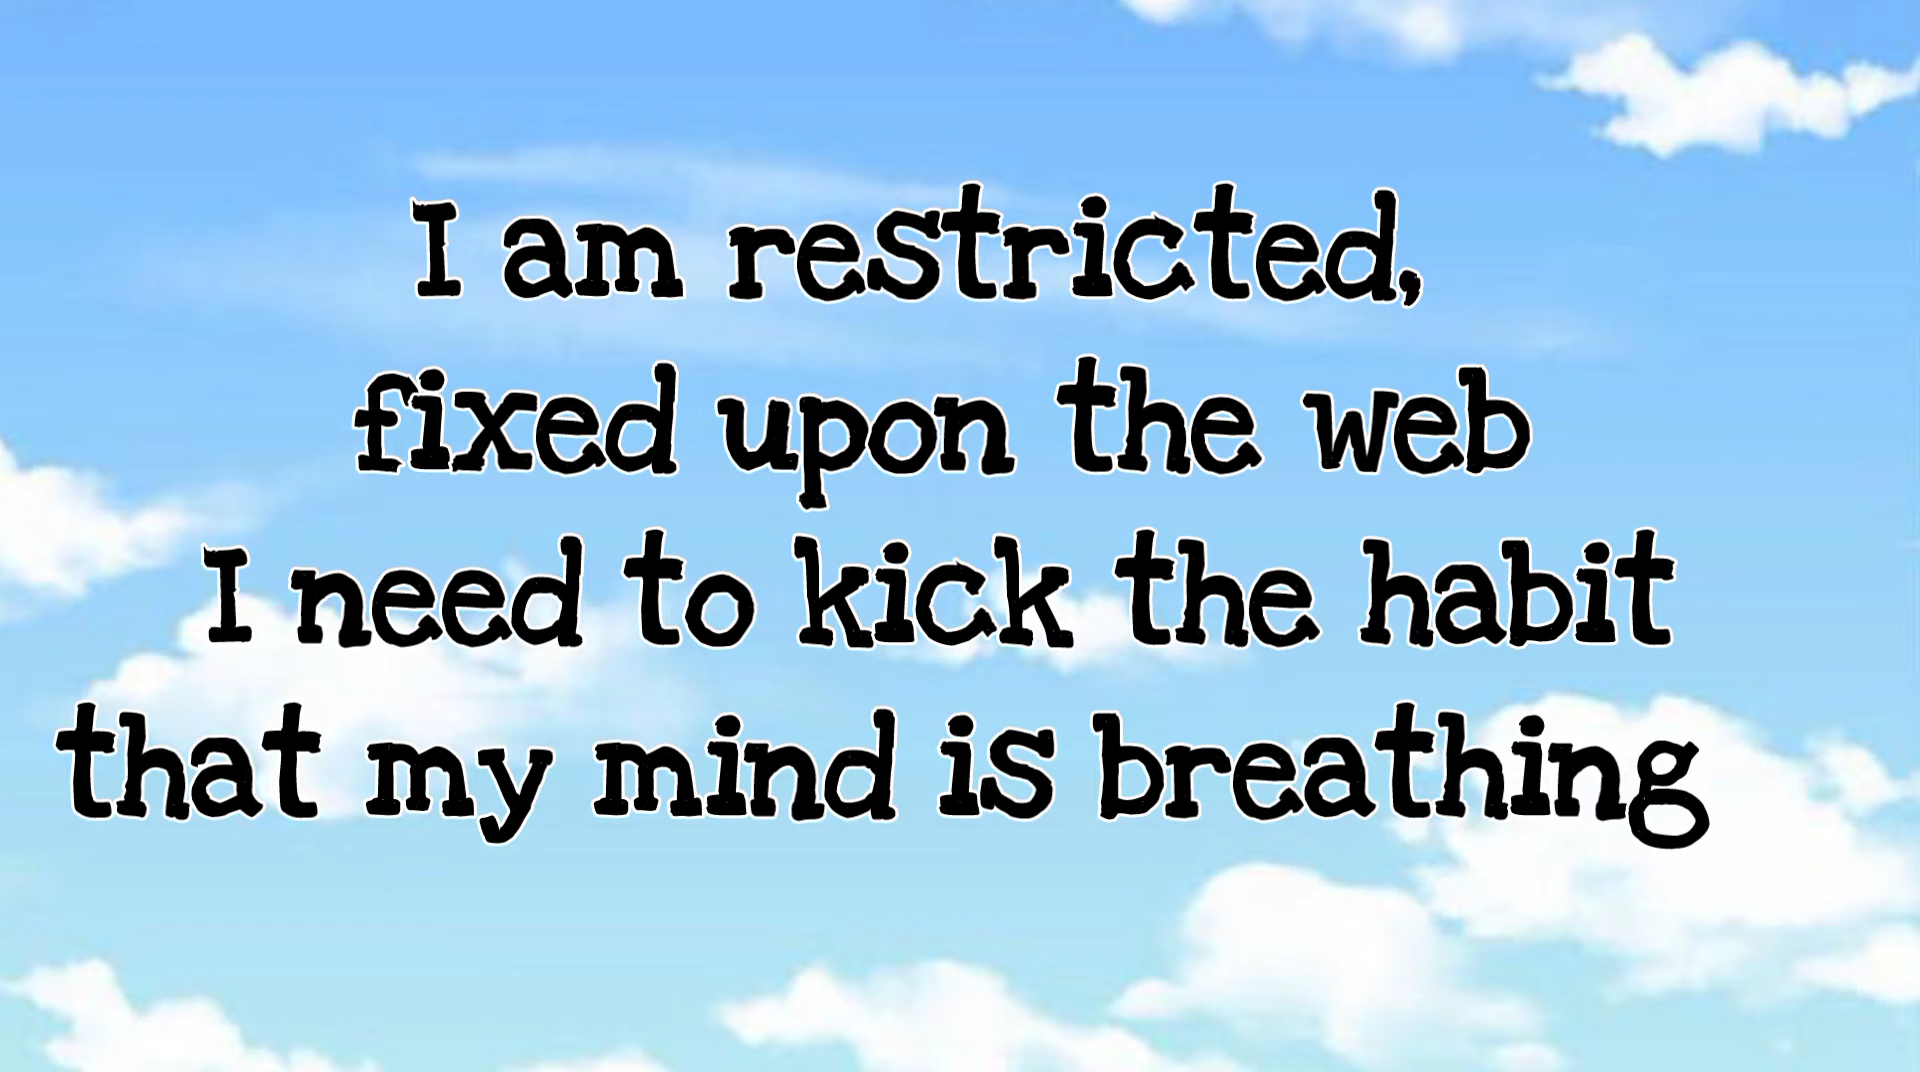 I am restricted,
fixed upon the web
I need to kick the habit
that my mind is breathing